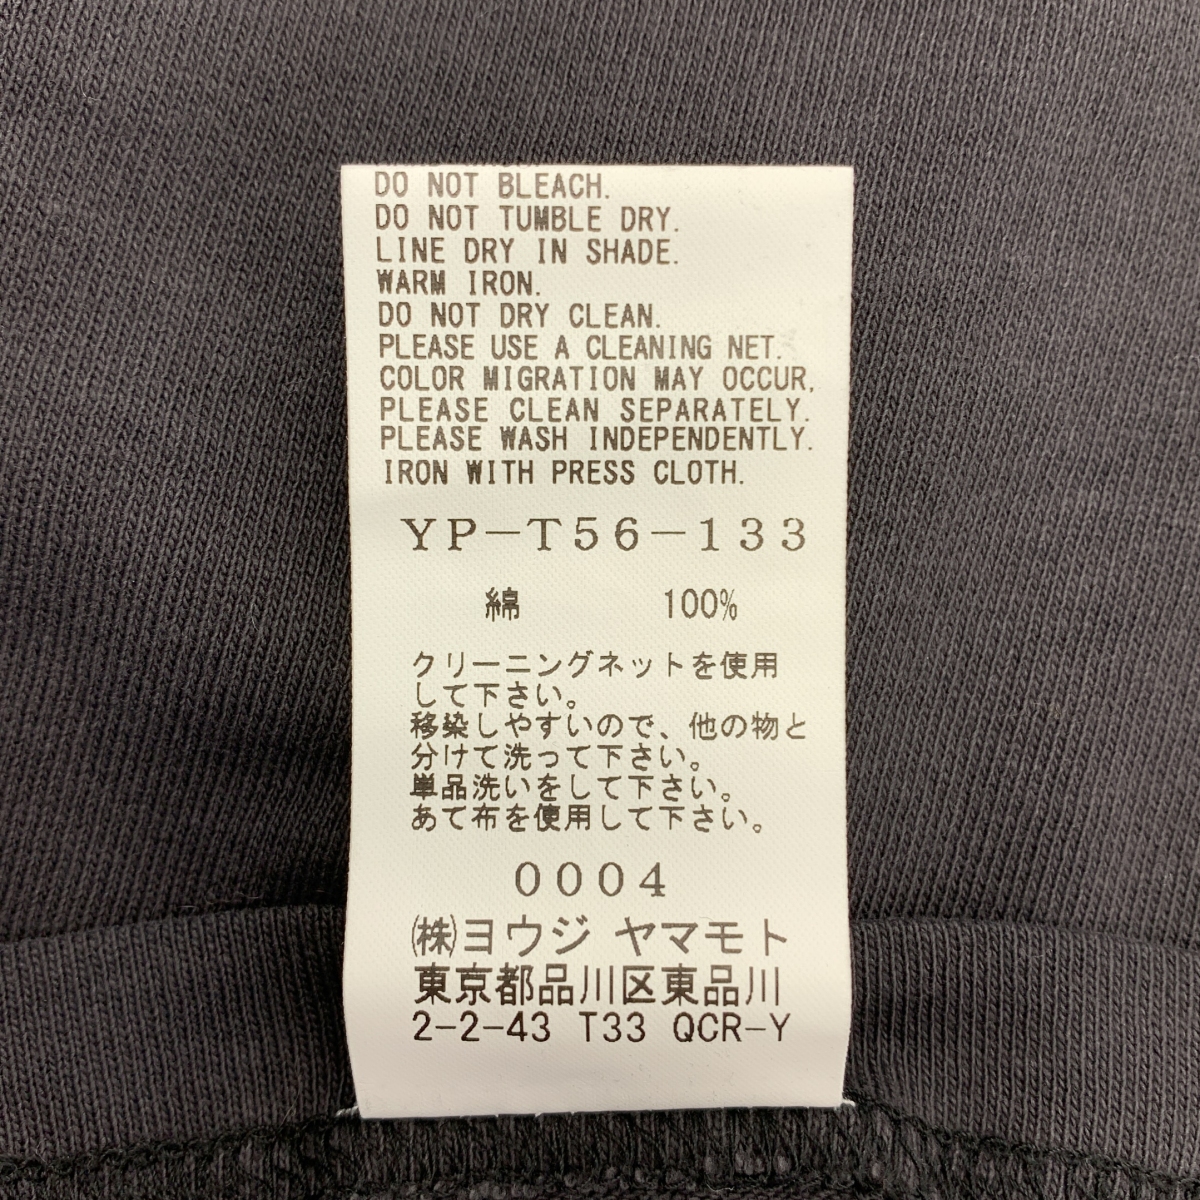 DO NOT BLEACH.
DO NOT TUMBLE DRY.
LINE DRY IN SHADE.
WARM IRON.
DO NOT DRY CLEAN.
PLEASE USE A CLEANING NET.
COLOR MIGRATION MAY OCCUR,
PLEASE CLEAN SEPARATELY.
PLEASE WASH INDEPENDENTLY.
IRON WITH PRESS CLOTH.
YP－T56－133
綿 100%
クリーニングネットを使用
して下さい。
移染しやすいので、他の物と
分けて洗って下さい。
単品洗いをして下さい。
あて布を使用して下さい。
0004
㈱ヨウジ ヤマモト
東京都品川区東品川
2-2-43 T33 QCR-Y